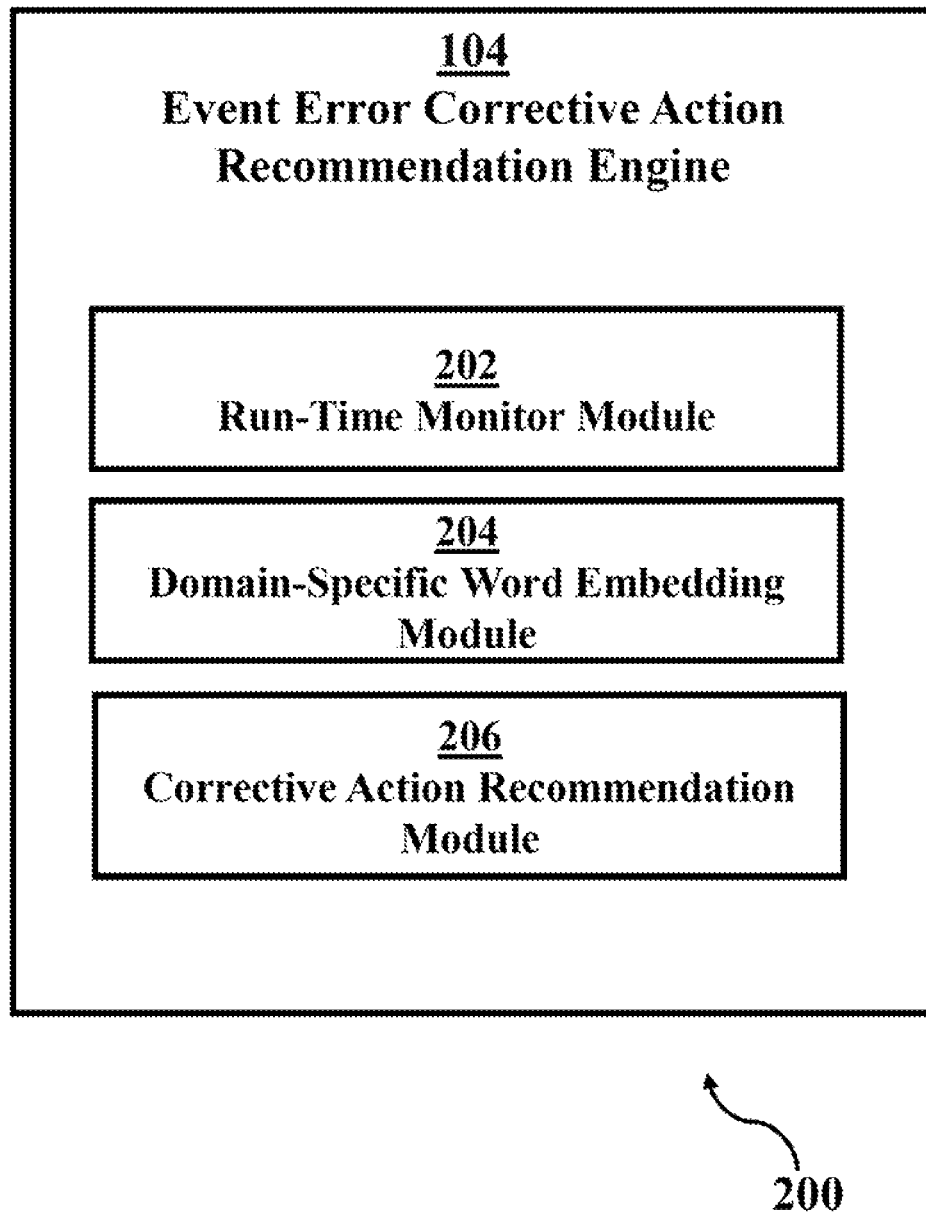 104
Event Error Corrective Action
Recommendation Engine
202
Run-Time Monitor Module
204
Domain-Specific Word Embedding
Module
206
Corrective Action Recommendation
Module
200